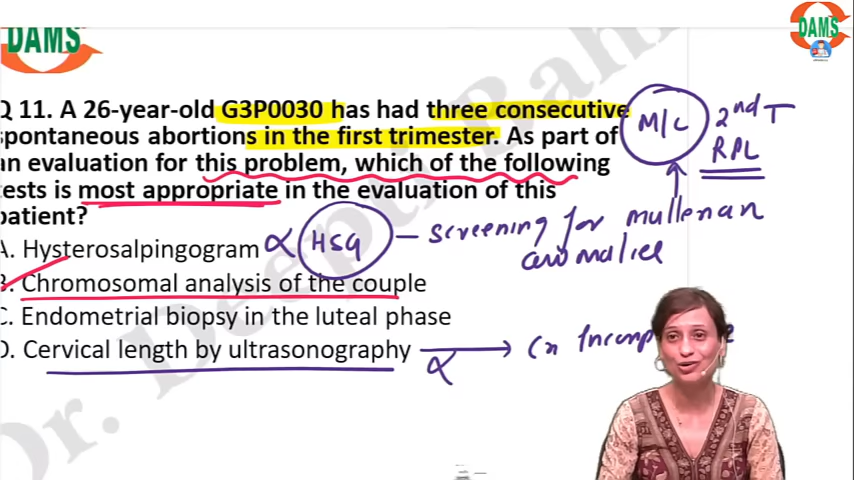 DAMS
DAMS
Q 11. A 26-year-old G3P0030 has had three consecutive
spontaneous abortions in the first trimester. As part of
an evaluation for this problem, which of the following
tests is most appropriate in the evaluation of this
patient?
M/C 2nd T
RPL
A. Hysterosalpingogram
HSG – screening for mullerian
anomalies
B. Chromosomal analysis of the couple
C. Endometrial biopsy in the luteal phase
D. Cervical length by ultrasonography
Cx
Dr. Deepti